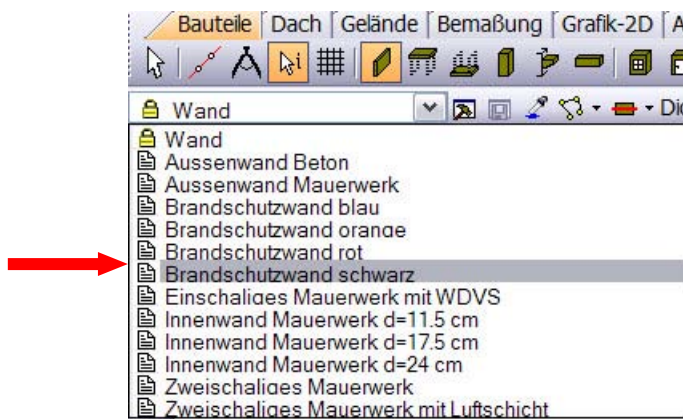 Bauteile Dach Gelände Bemaßung Grafik-2D A
Wand Di
Wand
Aussenwand Beton
Aussenwand Mauerwerk
Brandschutzwand blau
Brandschutzwand orange
Brandschutzwand rot
Brandschutzwand schwarz
Einschaliges Mauerwerk mit WDVS
Innenwand Mauerwerk d=11.5 cm
Innenwand Mauerwerk d=17.5 cm
Innenwand Mauerwerk d=24 cm
Zweischaliges Mauerwerk
Zweischaliges Mauerwerk mit Luftschicht